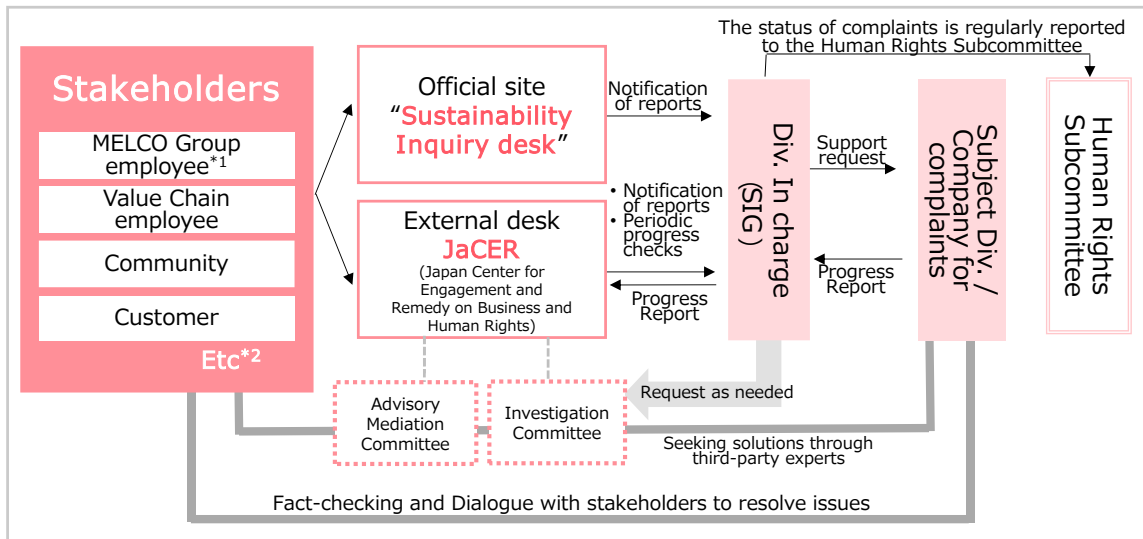 The status of complaints is regularly reported
to the Human Rights Subcommittee
Stakeholders
MELCO Group
employee*1
Value Chain
employee
Community
Customer
Etc*2
Official site
“Sustainability
Inquiry desk”
Notification
of reports
External desk
JaCER
(Japan Center for
Engagement and
Remedy on Business and
Human Rights)
• Notification
of reports
• Periodic
progress
checks
Progress
Report
Div. In charge
(SIG)
Support
request
Progress
Report
Subject Div. /
Company for
complaints
Human Rights
Subcommittee
Advisory
Mediation
Committee
Investigation
Committee
Request as needed
Seeking solutions through
third-party experts
Fact-checking and Dialogue with stakeholders to resolve issues